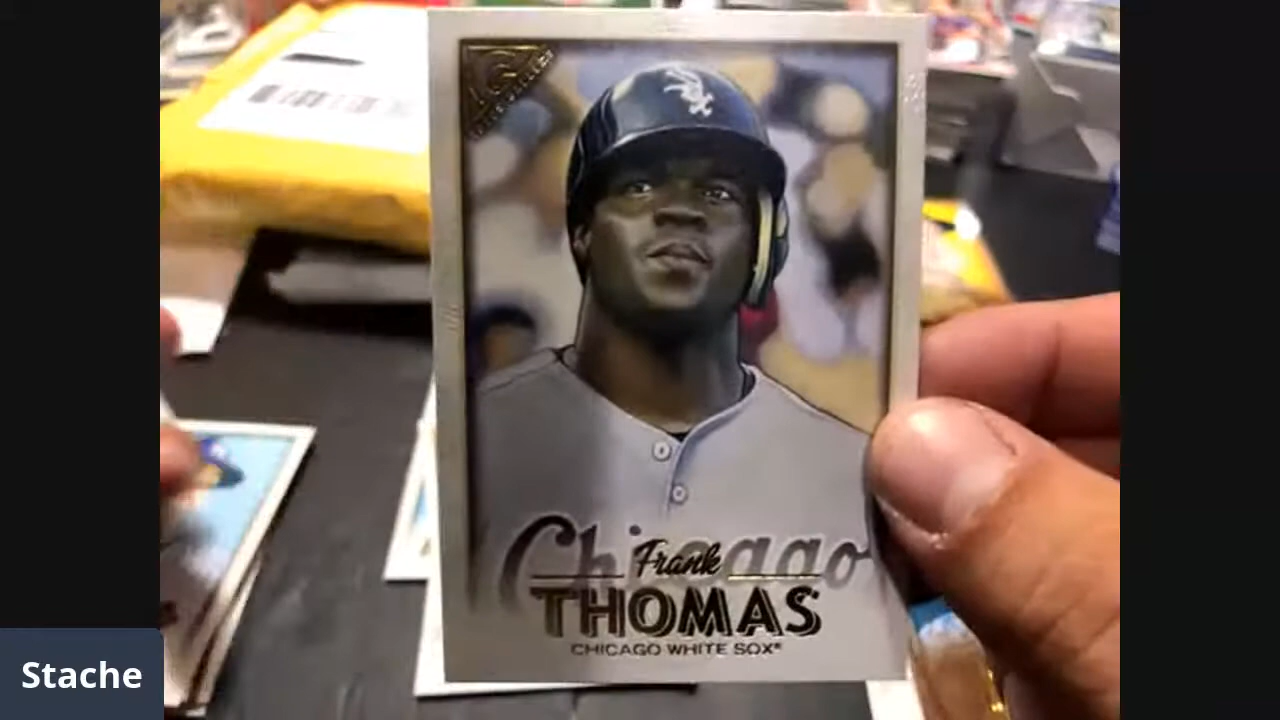 Chicago
Frank
THOMAS
CHICAGO WHITE SOX
Stache